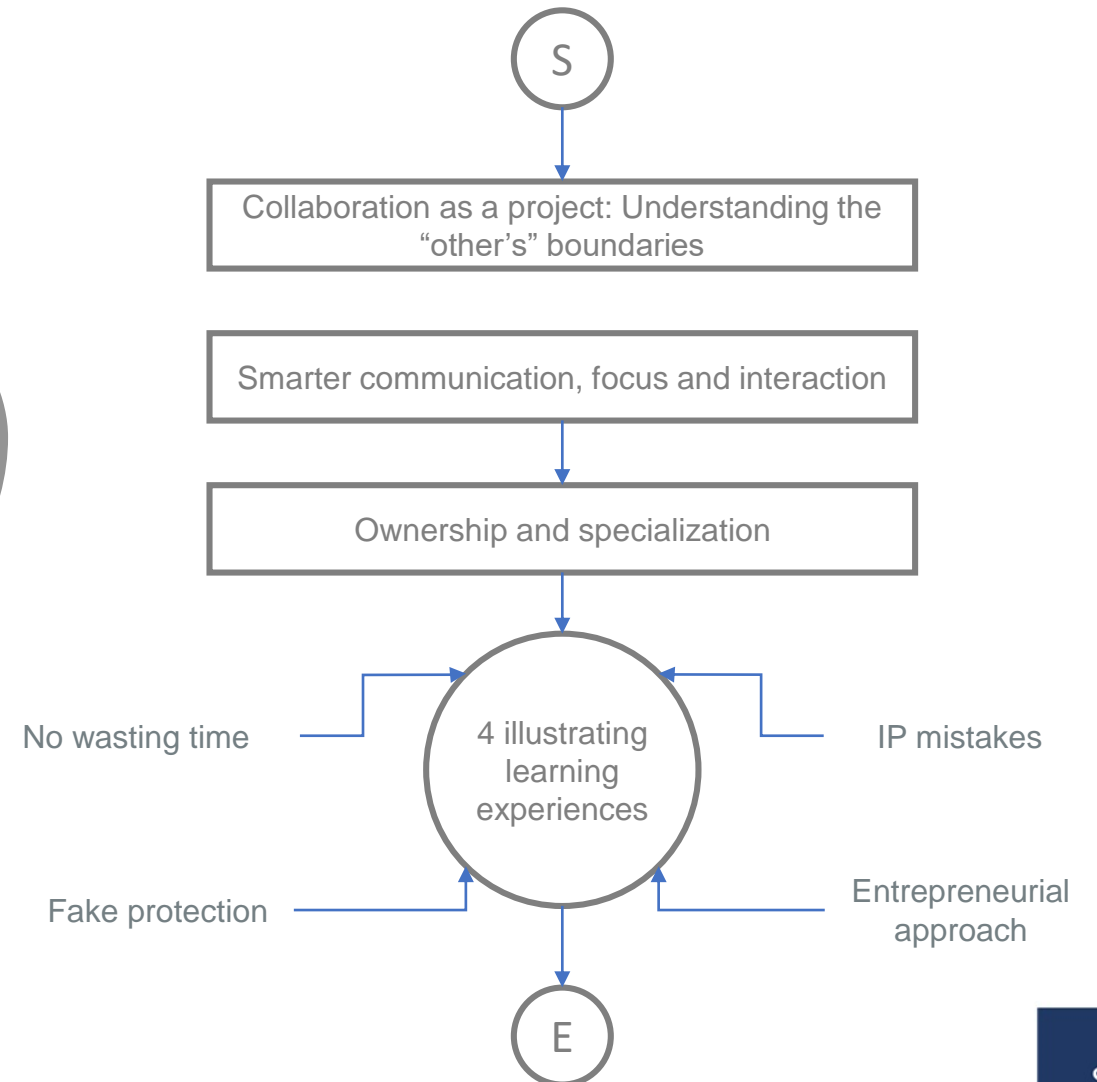 S
Collaboration as a project: Understanding the
“other’s” boundaries
Smarter communication, focus and interaction
Ownership and specialization
No wasting time
4 illustrating
learning
experiences
IP mistakes
Fake protection
Entrepreneurial
approach
E